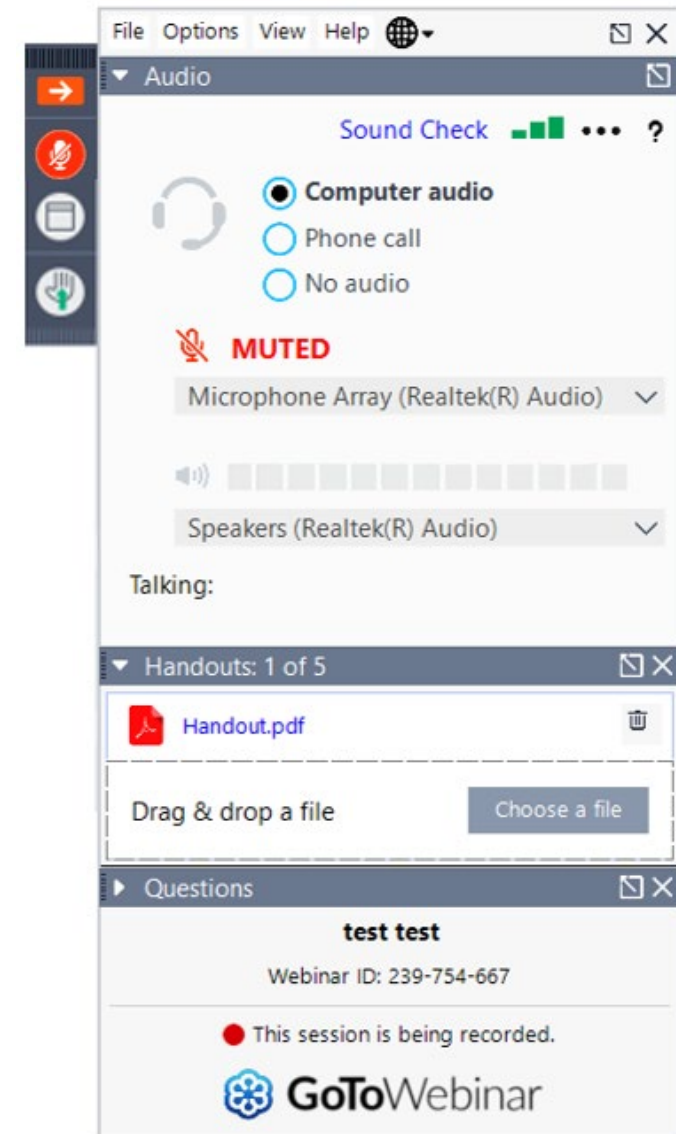 File Options View Help
Audio
Sound Check ?
Computer audio
Phone call
No audio
MUTED
Microphone Array (Realtek(R) Audio)
Speakers (Realtek(R) Audio)
Talking:
Handouts: 1 of 5
Handout.pdf
Drag & drop a file Choose a file
Questions
test test
Webinar ID: 239-754-667
This session is being recorded.
GoToWebinar